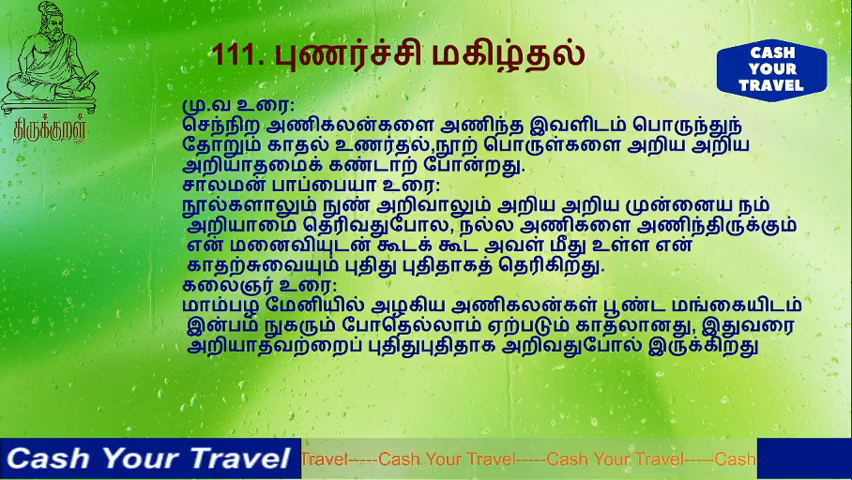 111. புணர்ச்சி மகிழ்தல்
CASH
YOUR
TRAVEL
திருக்குறள்
மு.வ உரை:
செந்நிற அணிகலன்களை அணிந்த இவளிடம் பொருந்துந்
தோறும் காதல் உணர்தல்,நூற் பொருள்களை அறிய அறிய
அறியாதமைக் கண்டாற் போன்றது.
சாலமன் பாப்பையா உரை:
நூல்களாலும் நுண் அறிவாலும் அறிய அறிய முன்னைய நம்
அறியாமை தெரிவதுபோல, நல்ல அணிகளை அணிந்திருக்கும்
என் மனைவியுடன் கூடக் கூட அவள் மீது உள்ள என்
காதற்சுவையும் புதிது புதிதாகத் தெரிகிறது.
கலைஞர் உரை:
மாம்பழ மேனியில் அழகிய அணிகலன்கள் பூண்ட மங்கையிடம்
இன்பம் நுகரும் போதெல்லாம் ஏற்படும் காதலானது, இதுவரை
அறியாதவற்றைப் புதிதுபுதிதாக அறிவதுபோல் இருக்கிறது
Cash Your Travel
Travel-----Cash Your Travel-----Cash Your Travel-----Cash